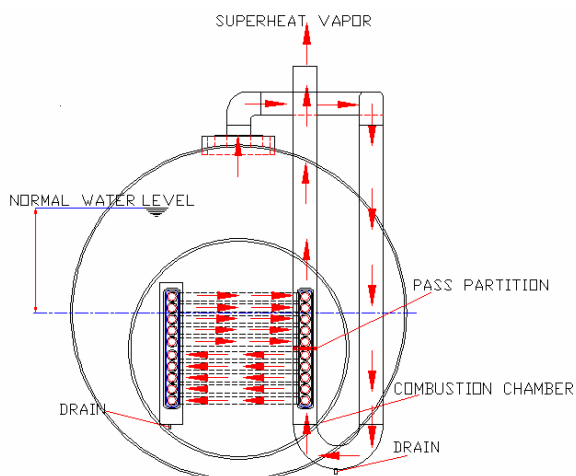 SUPERHEAT VAPOR
NORMAL WATER LEVEL
PASS PARTITION
COMBUSTION CHAMBER
DRAIN
DRAIN